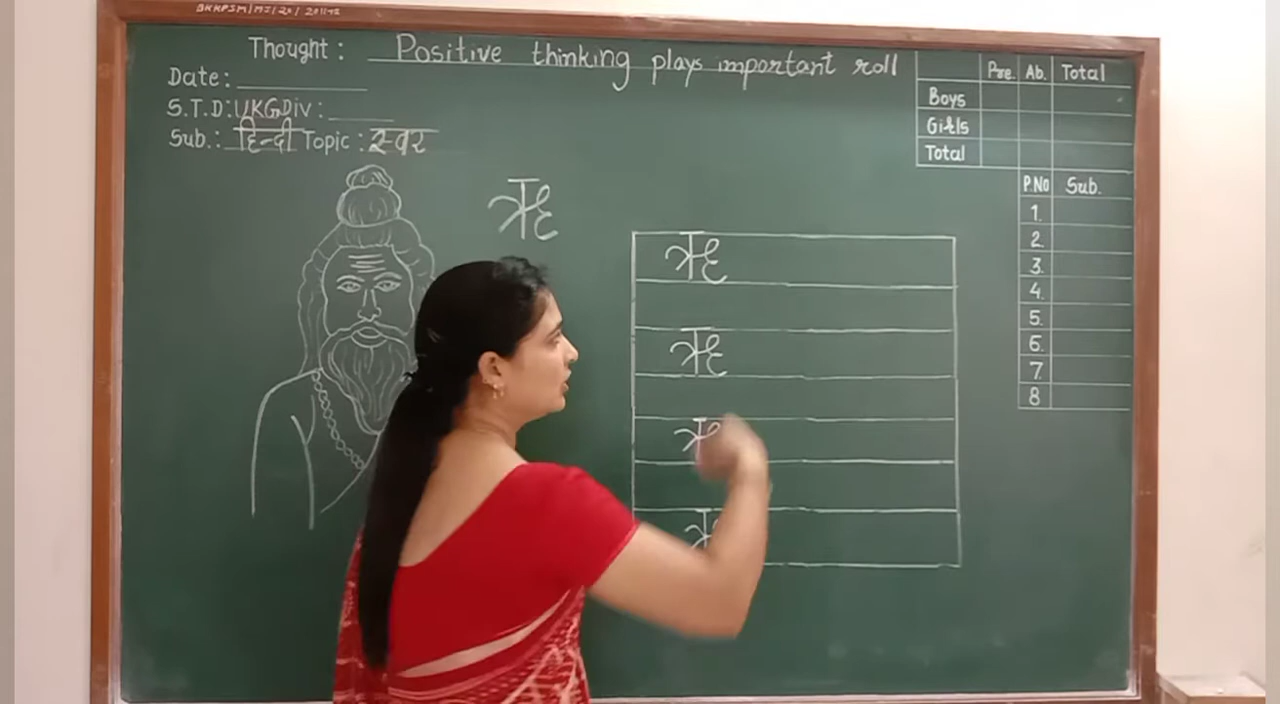 Thought: Positive thinking plays important roll
Date:
S.T.D: UKG Div:
Sub.: हिन्दी Topic: स्वर
Pre. Ab. Total
Boys
Girls
Total
P.No Sub.
1.
2.
3.
4.
5.
6.
7.
8
ऋ
ऋ
ऋ